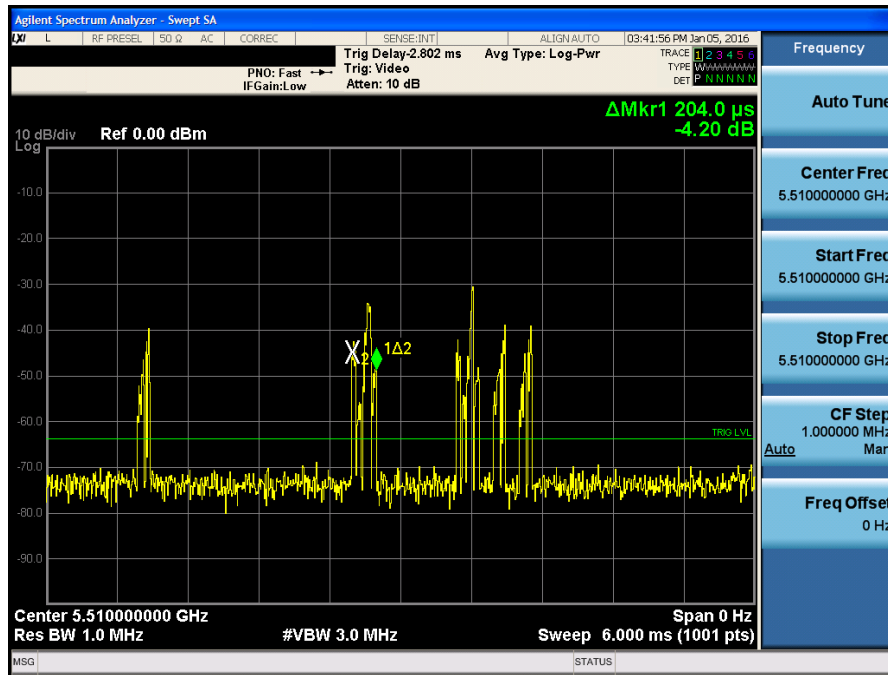 Agilent Spectrum Analyzer - Swept SA
LXI L RF PRESEL 50 Ω AC CORREC SENSE:INT ALIGN AUTO 03:41:56 PM Jan 05, 2016
Trig Delay-2.802 ms Avg Type: Log-Pwr TRACE 1 2 3 4 5 6
PNO: Fast Trig: Video TYPE WWWWWW
IFGain:Low Atten: 10 dB DET P N N N N N
ΔMkr1 204.0 µs
-4.20 dB
10 dB/div Ref 0.00 dBm
Log
-10.0
-20.0
-30.0
-40.0
X2 1Δ2
-50.0
-60.0
TRIG LVL
-70.0
-80.0
-90.0
Center 5.510000000 GHz Span 0 Hz
Res BW 1.0 MHz #VBW 3.0 MHz Sweep 6.000 ms (1001 pts)
MSG STATUS
Frequency
Auto Tune
Center Freq
5.510000000 GHz
Start Freq
5.510000000 GHz
Stop Freq
5.510000000 GHz
CF Step
1.000000 MHz
Auto Man
Freq Offset
0 Hz